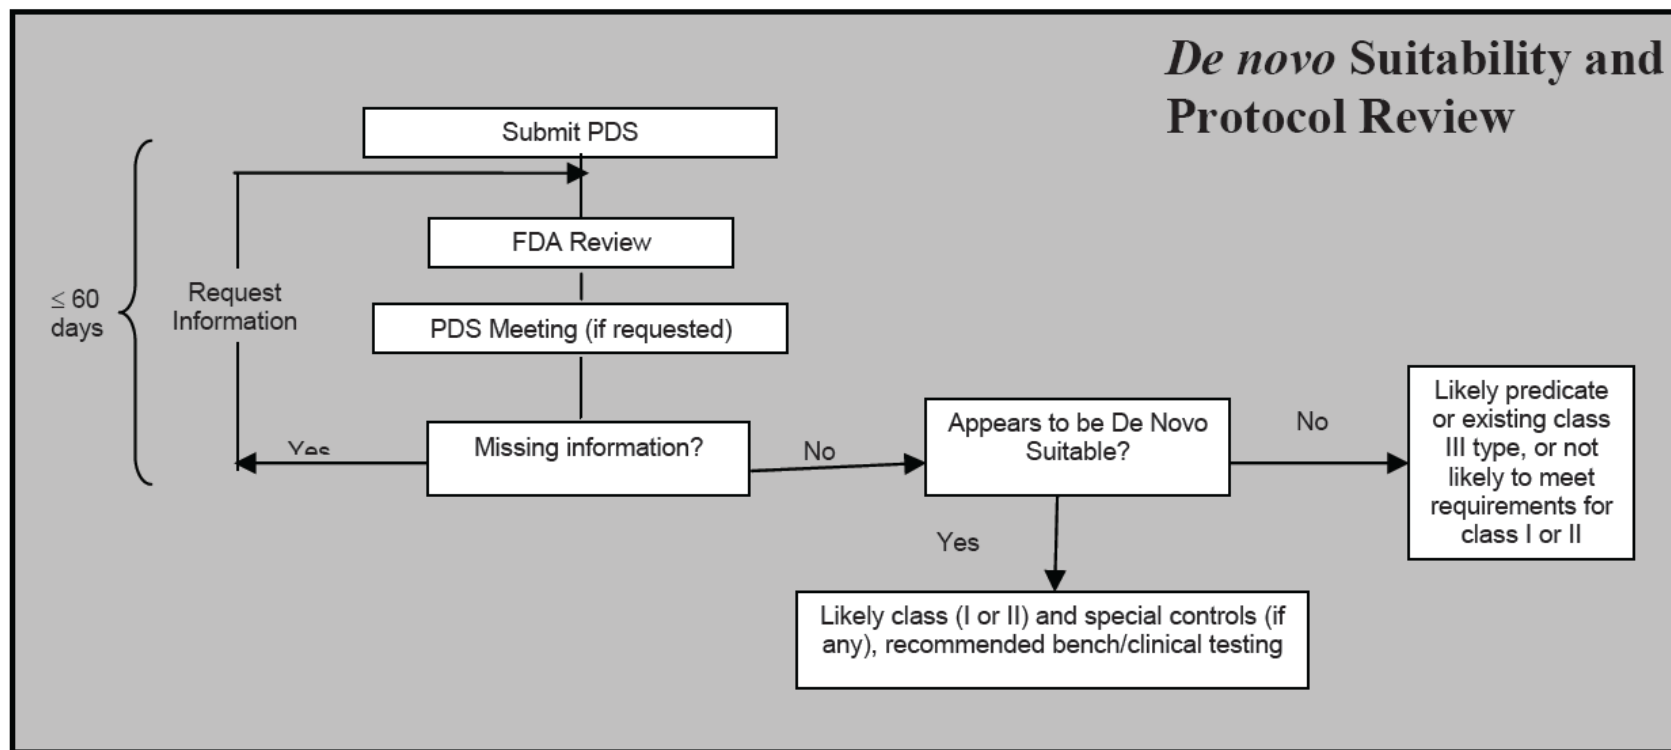 De novo Suitability and
Protocol Review
Submit PDS
FDA Review
≤ 60
days
Request
Information
PDS Meeting (if requested)
Missing information?
Yes
No
Appears to be De Novo
Suitable?
No
Likely predicate
or existing class
III type, or not
likely to meet
requirements for
class I or II
Yes
Likely class (I or II) and special controls (if
any), recommended bench/clinical testing